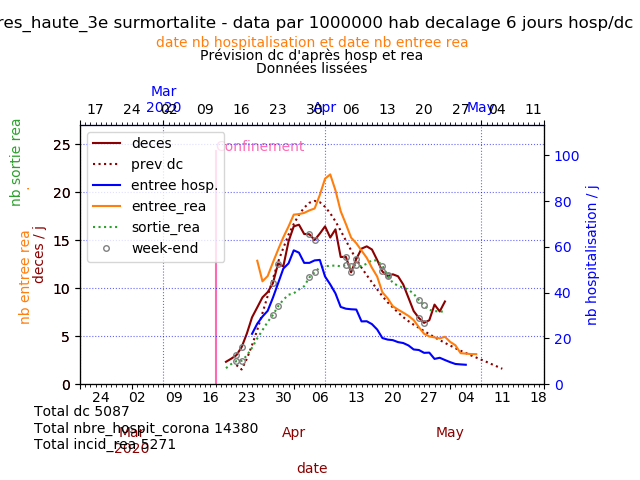 res_haute_3e surmortalite - data par 1000000 hab decalage 6 jours hosp/dc
date nb hospitalisation et date nb entree rea
Prévision dc d'après hosp et rea
Données lissées
Mar Apr May
2020
17 24 02 09 16 23 30 06 13 20 27 04 11
nb sortie rea
nb entree rea
deces / j
nb hospitalisation / j
25
20
15
10
5
0
100
80
60
40
20
0
Confinement
deces
prev dc
entree hosp.
entree_rea
sortie_rea
week-end
24 02 09 16 23 30 06 13 20 27 04 11 18
Mar Apr May
2020
Total dc 5087
Total nbre_hospit_corona 14380
Total incid_rea 5271
date